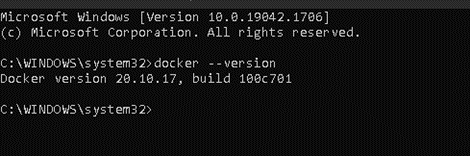 Microsoft Windows [Version 10.0.19042.1706]
(c) Microsoft Corporation. All rights reserved.
C:\WINDOWS\system32>docker --version
Docker version 20.10.17, build 100c701
C:\WINDOWS\system32>